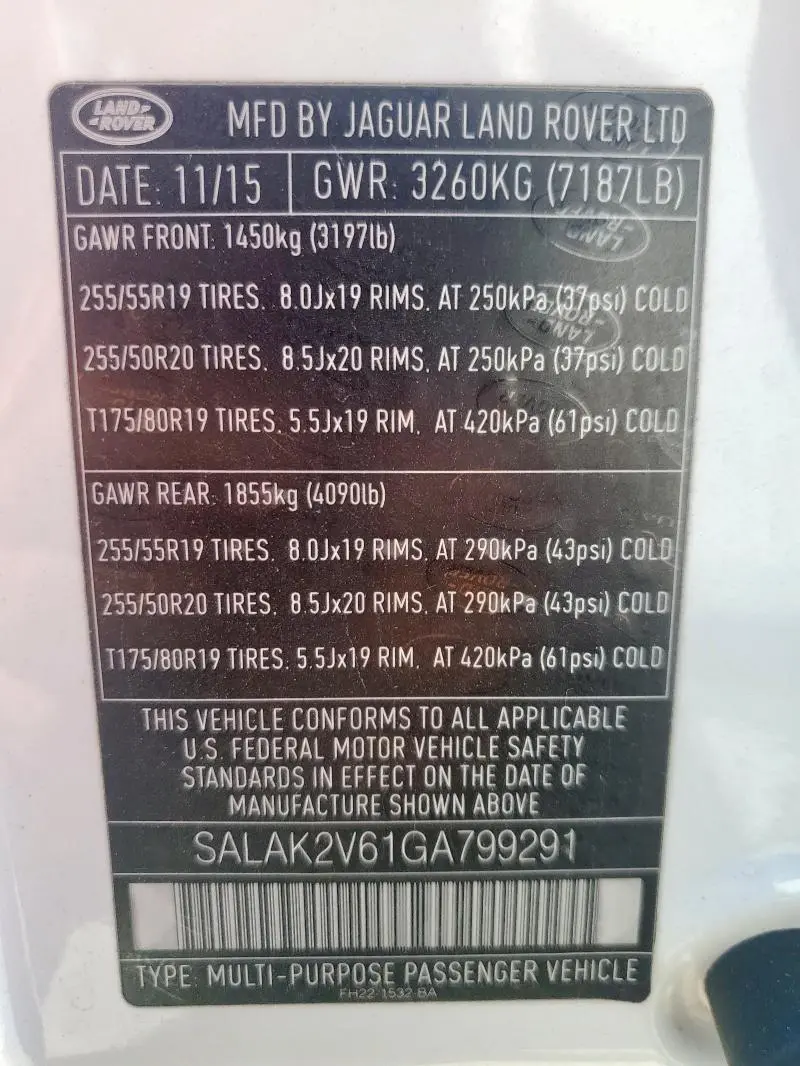 LAND ROVER
MFD BY JAGUAR LAND ROVER LTD
DATE: 11/15 GWR: 3260KG (7187LB)
GAWR FRONT: 1450kg (3197lb)
255/55R19 TIRES, 8.0Jx19 RIMS, AT 250kPa (37psi) COLD
255/50R20 TIRES, 8.5Jx20 RIMS, AT 250kPa (37psi) COLD
T175/80R19 TIRES, 5.5Jx19 RIM, AT 420kPa (61psi) COLD
GAWR REAR: 1855kg (4090lb)
255/55R19 TIRES, 8.0Jx19 RIMS, AT 290kPa (43psi) COLD
255/50R20 TIRES, 8.5Jx20 RIMS, AT 290kPa (43psi) COLD
T175/80R19 TIRES, 5.5Jx19 RIM, AT 420kPa (61psi) COLD
THIS VEHICLE CONFORMS TO ALL APPLICABLE
U.S. FEDERAL MOTOR VEHICLE SAFETY
STANDARDS IN EFFECT ON THE DATE OF
MANUFACTURE SHOWN ABOVE
SALAK2V61GA799291
TYPE: MULTI-PURPOSE PASSENGER VEHICLE
FH22-1532-BA